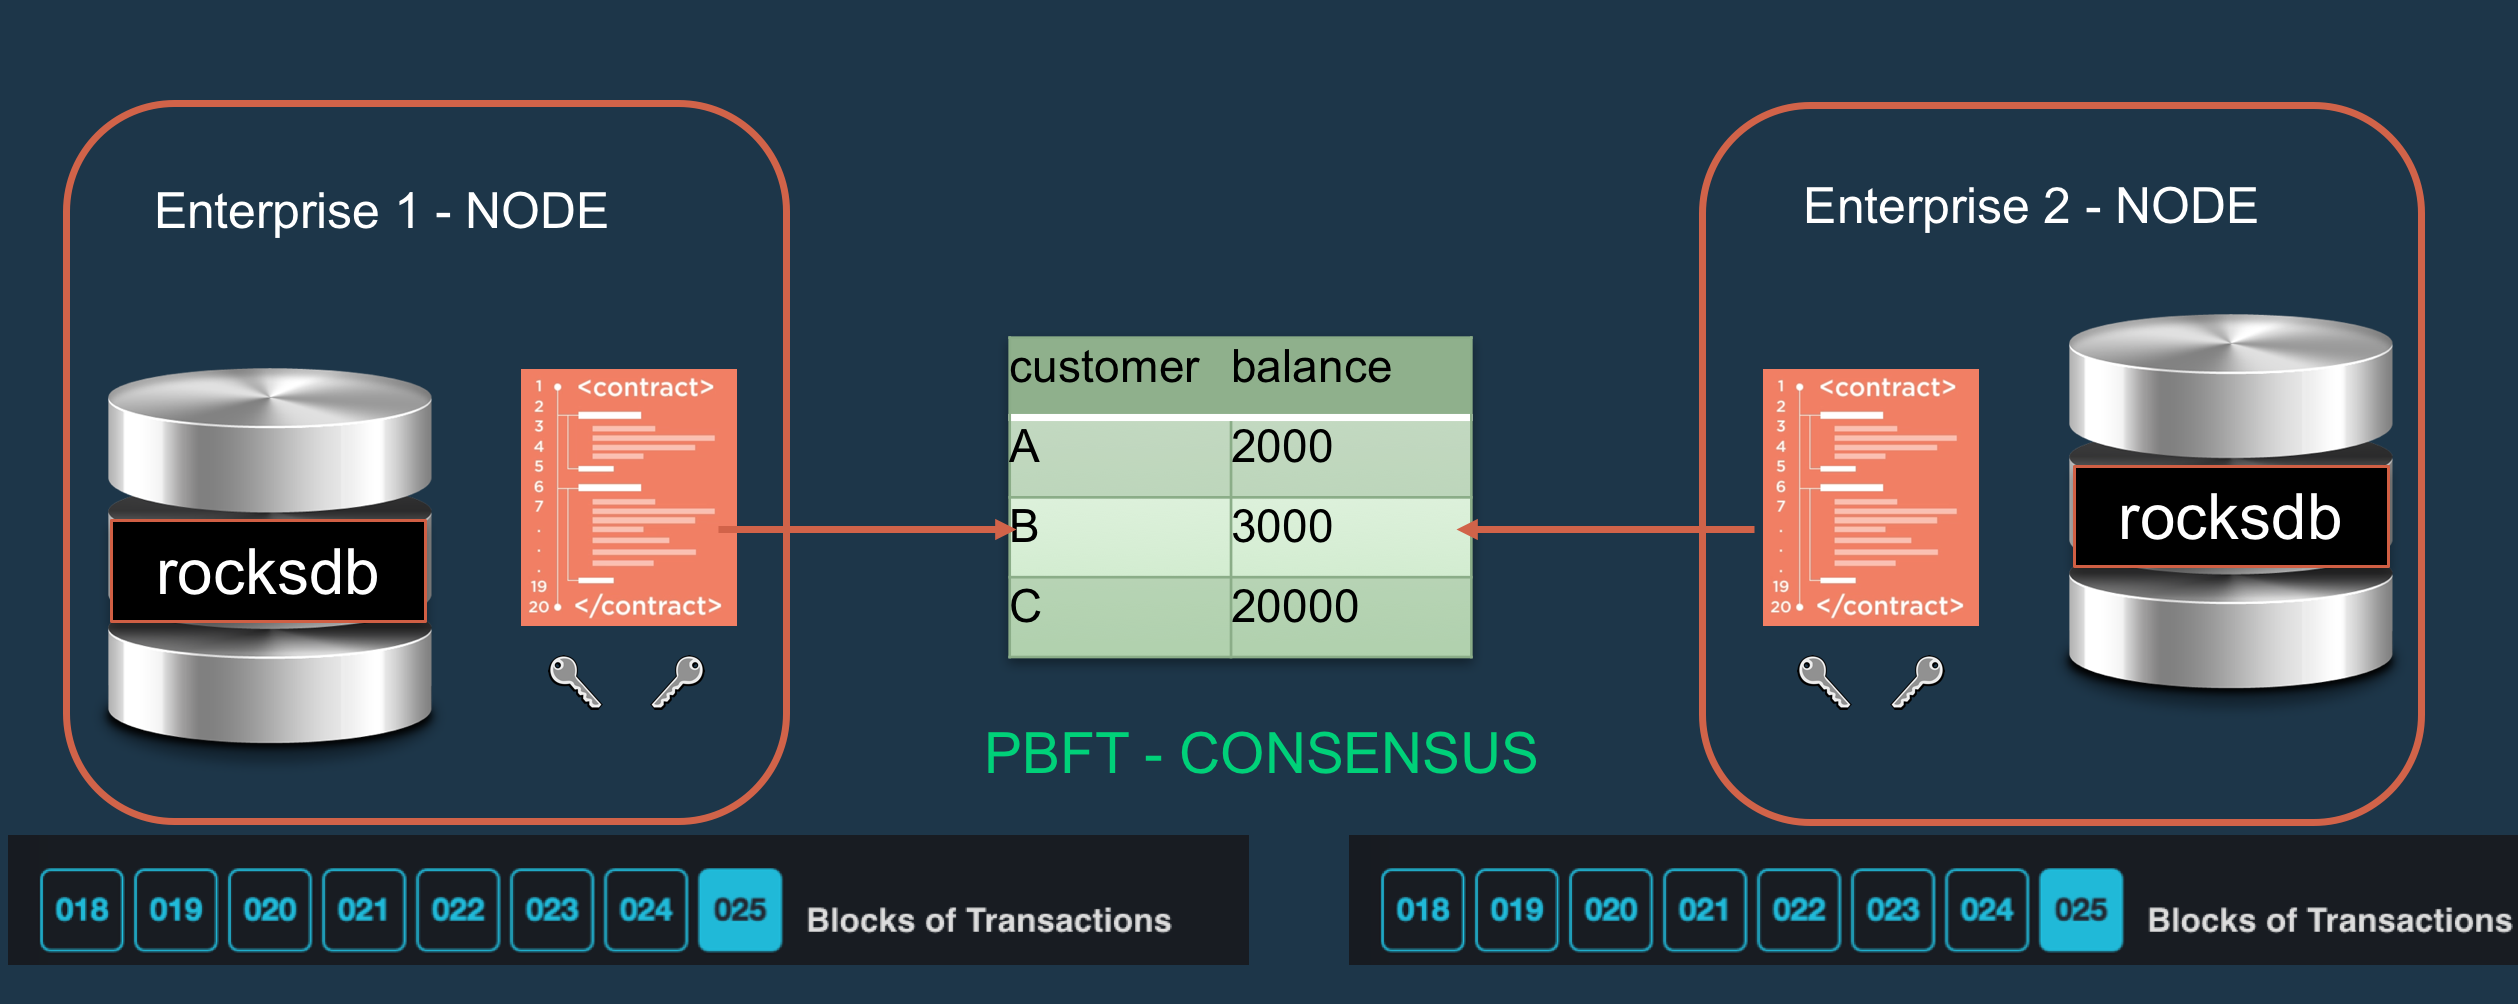 Enterprise 1 - NODE
rocksdb
1 <contract>
2
3
4
5
6
7
.
.
.
19
20 </contract>
customer balance
A 2000
B 3000
C 20000
PBFT - CONSENSUS
Enterprise 2 - NODE
1 <contract>
2
3
4
5
6
7
.
.
.
19
20 </contract>
rocksdb
018 019 020 021 022 023 024 025 Blocks of Transactions
018 019 020 021 022 023 024 025 Blocks of Transactions